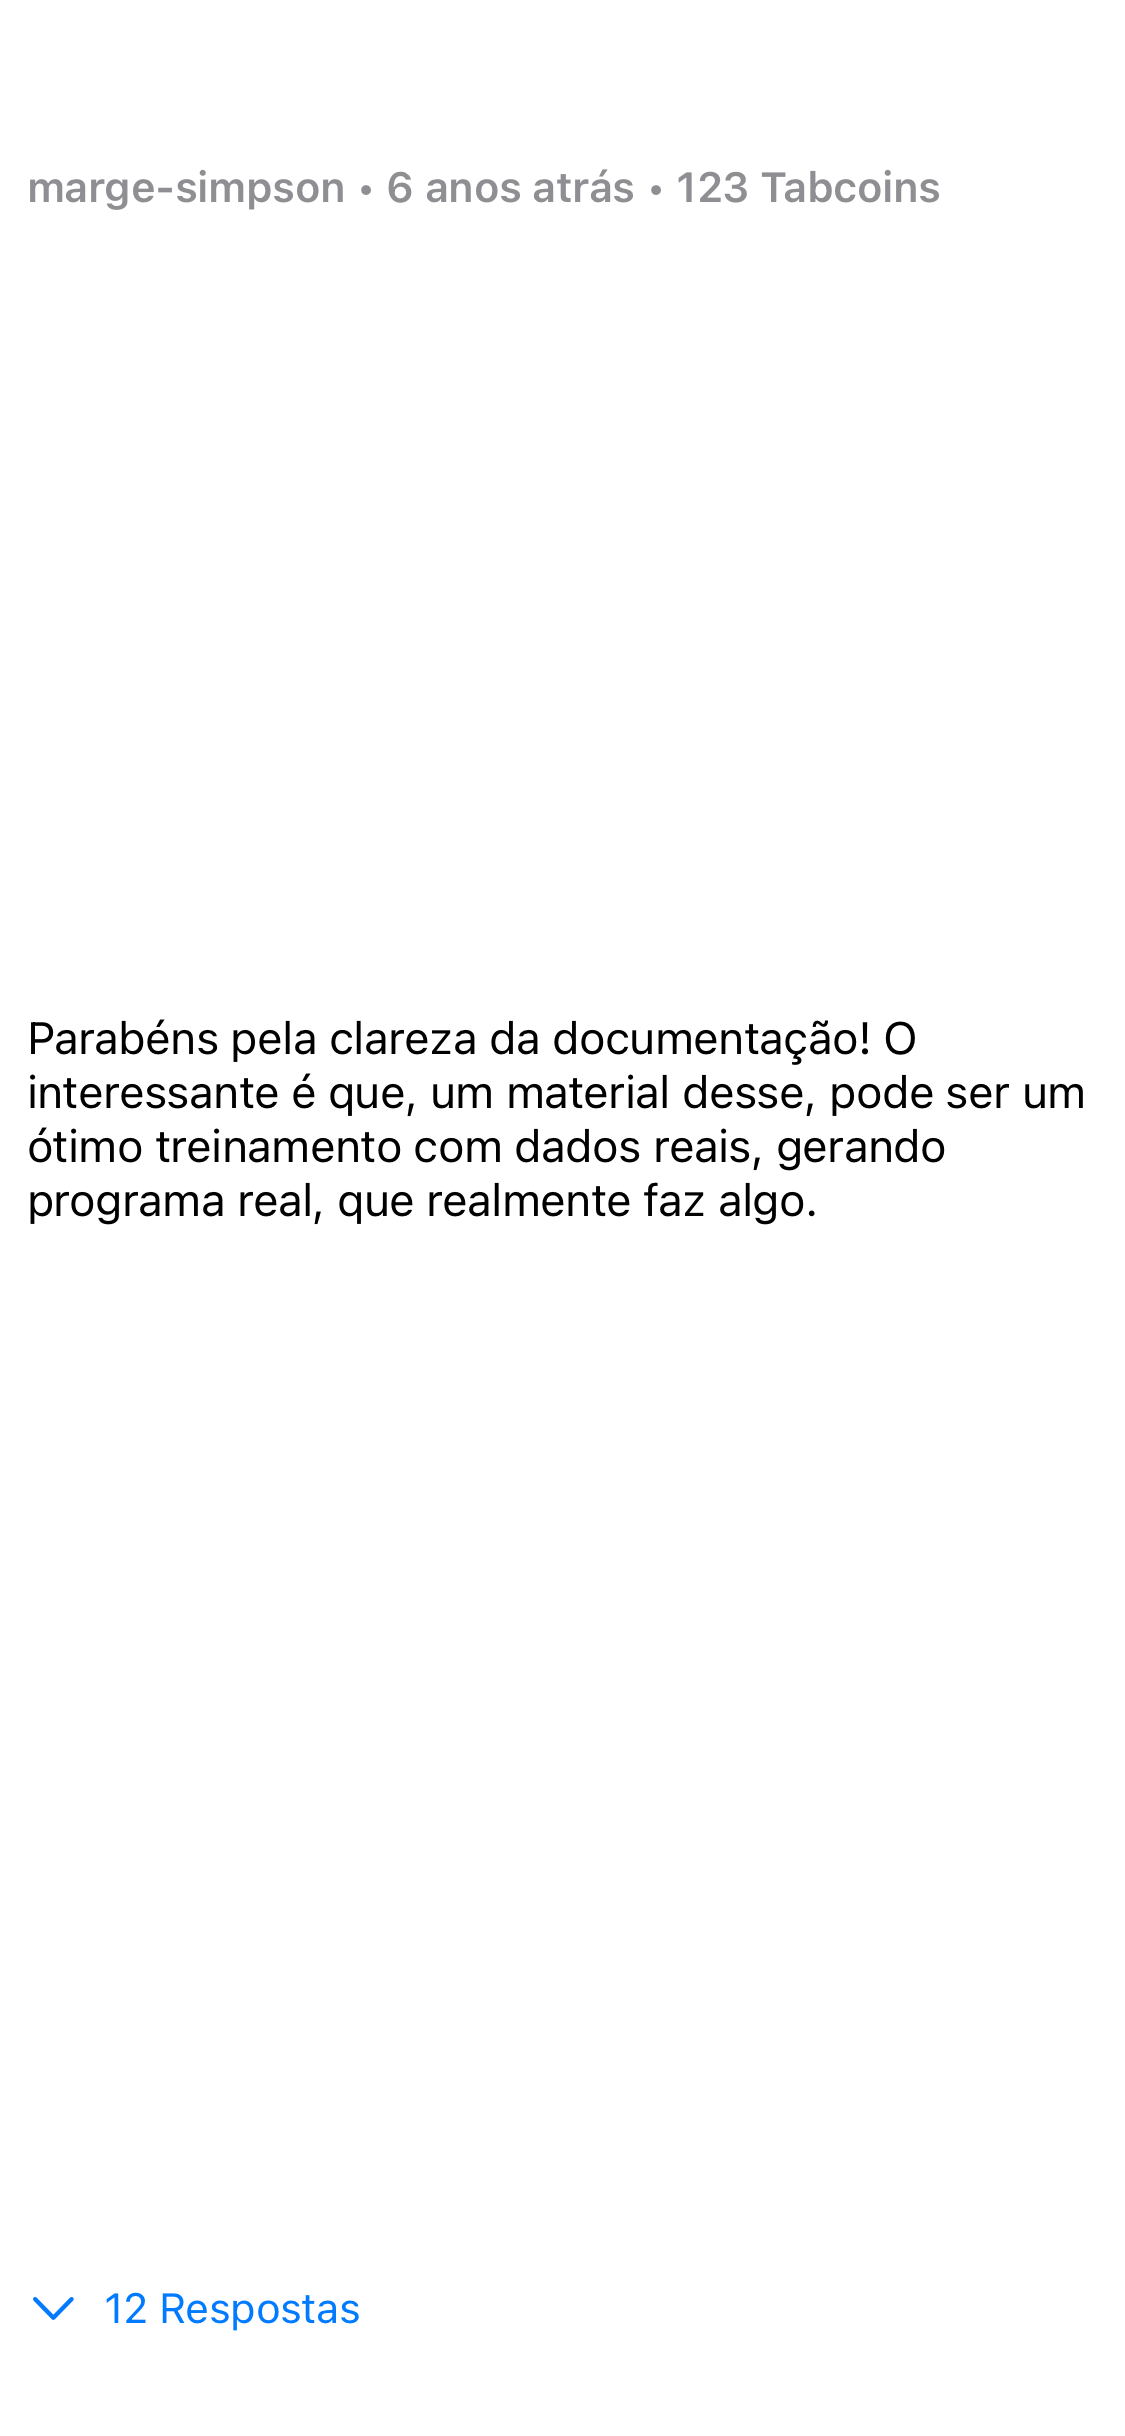 marge-simpson • 6 anos atrás • 123 Tabcoins
Parabéns pela clareza da documentação! O
interessante é que, um material desse, pode ser um
ótimo treinamento com dados reais, gerando
programa real, que realmente faz algo.
12 Respostas